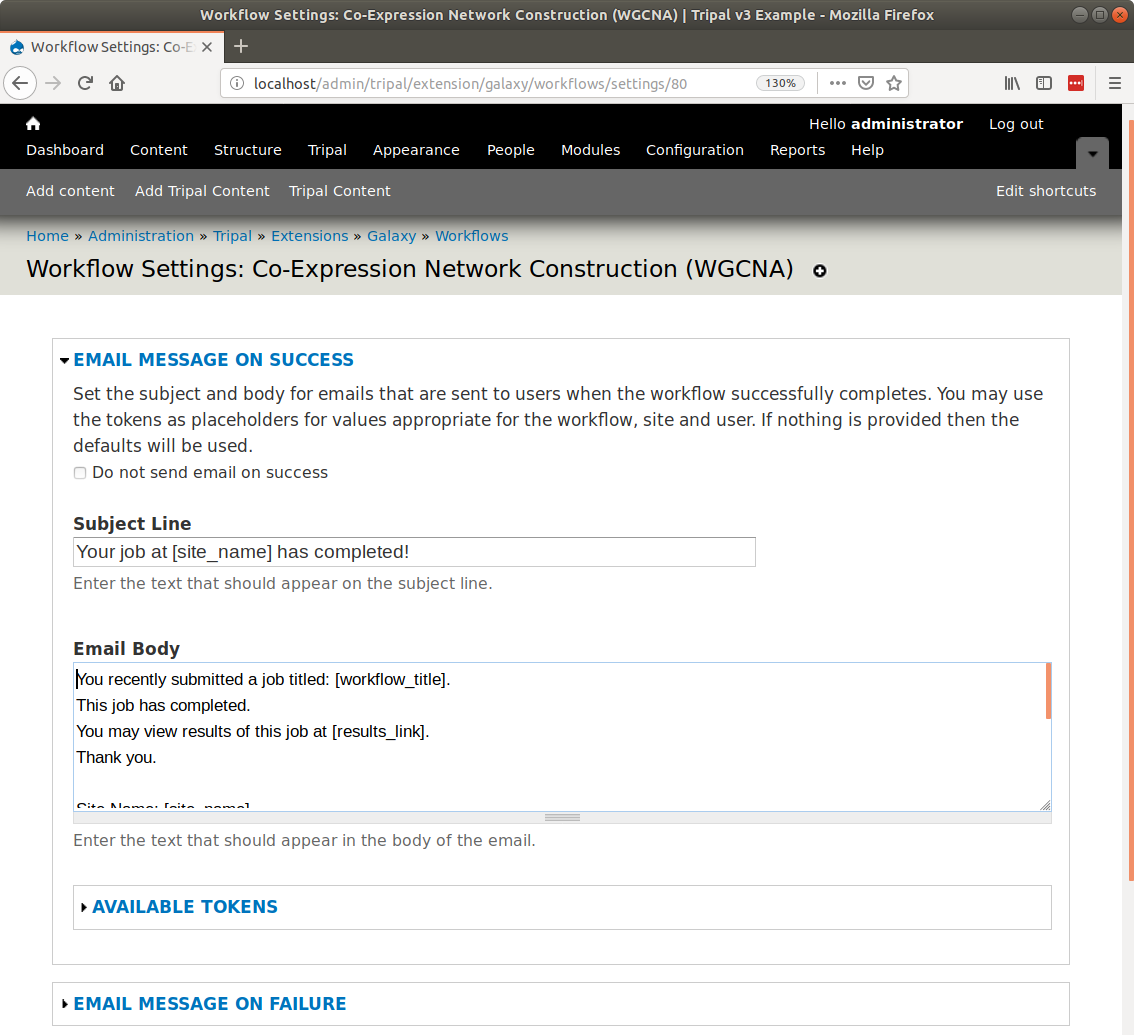 Workflow Settings: Co-Expression Network Construction (WGCNA) | Tripal v3 Example - Mozilla Firefox
Workflow Settings: Co-E
localhost/admin/tripal/extension/galaxy/workflows/settings/80
130%
Hello administrator Log out
Dashboard Content Structure Tripal Appearance People Modules Configuration Reports Help
Add content Add Tripal Content Tripal Content Edit shortcuts
Home » Administration » Tripal » Extensions » Galaxy » Workflows
Workflow Settings: Co-Expression Network Construction (WGCNA)
EMAIL MESSAGE ON SUCCESS
Set the subject and body for emails that are sent to users when the workflow successfully completes. You may use
the tokens as placeholders for values appropriate for the workflow, site and user. If nothing is provided then the
defaults will be used.
Do not send email on success
Subject Line
Your job at [site_name] has completed!
Enter the text that should appear on the subject line.
Email Body
You recently submitted a job titled: [workflow_title].
This job has completed.
You may view results of this job at [results_link].
Thank you.
Site Name: [site_name]
Enter the text that should appear in the body of the email.
AVAILABLE TOKENS
EMAIL MESSAGE ON FAILURE